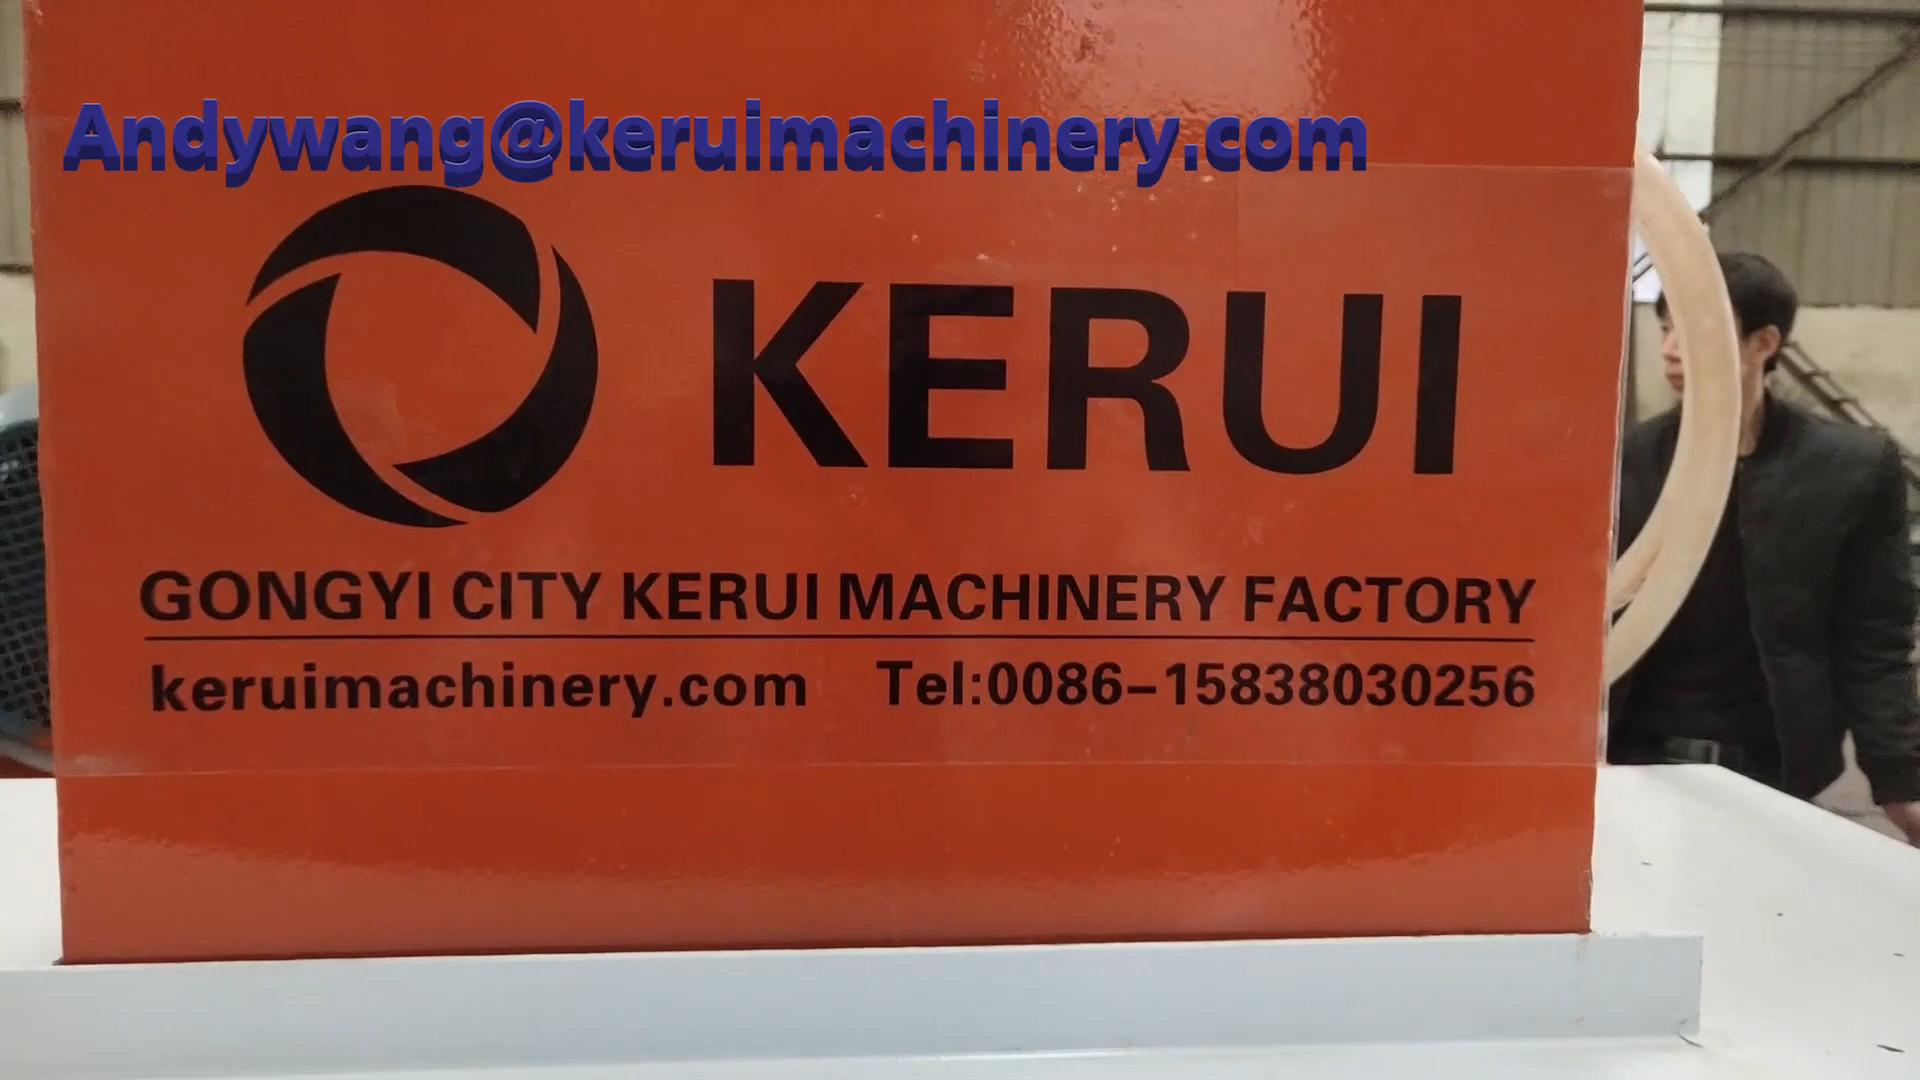 Andywang@keruimachinery.com
KERUI
GONGYI CITY KERUI MACHINERY FACTORY
keruimachinery.com Tel:0086-15838030256